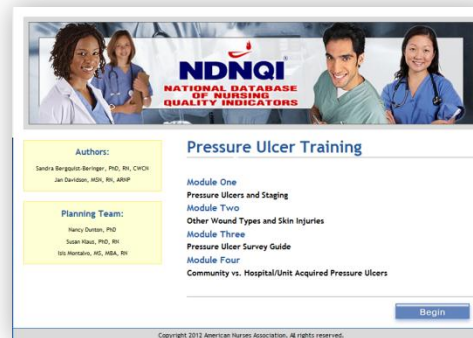 NDNQI
NATIONAL DATABASE
OF NURSING
QUALITY INDICATORS
Authors:
Sandra Bergquist-Beringer, PhD, RN, CWCN
Jan Davidson, MSN, RN, ARNP
Planning Team:
Nancy Dunton, PhD
Susan Klaus, PhD, RN
Isis Montalvo, MS, MBA, RN
Pressure Ulcer Training
Module One
Pressure Ulcers and Staging
Module Two
Other Wound Types and Skin Injuries
Module Three
Pressure Ulcer Survey Guide
Module Four
Community vs. Hospital/Unit Acquired Pressure Ulcers
Begin
Copyright 2012 American Nurses Association. All rights reserved.